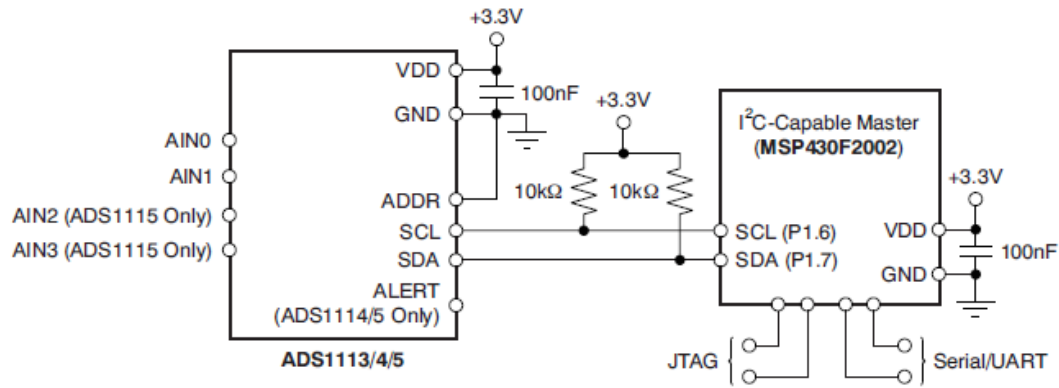 +3.3V
VDD
100nF
GND
+3.3V
I²C-Capable Master
(MSP430F2002)
AIN0
AIN1
10kΩ
10kΩ
+3.3V
ADDR
AIN2 (ADS1115 Only)
SCL
SCL (P1.6)
VDD
AIN3 (ADS1115 Only)
SDA
SDA (P1.7)
100nF
GND
ALERT
(ADS1114/5 Only)
ADS1113/4/5
JTAG
Serial/UART